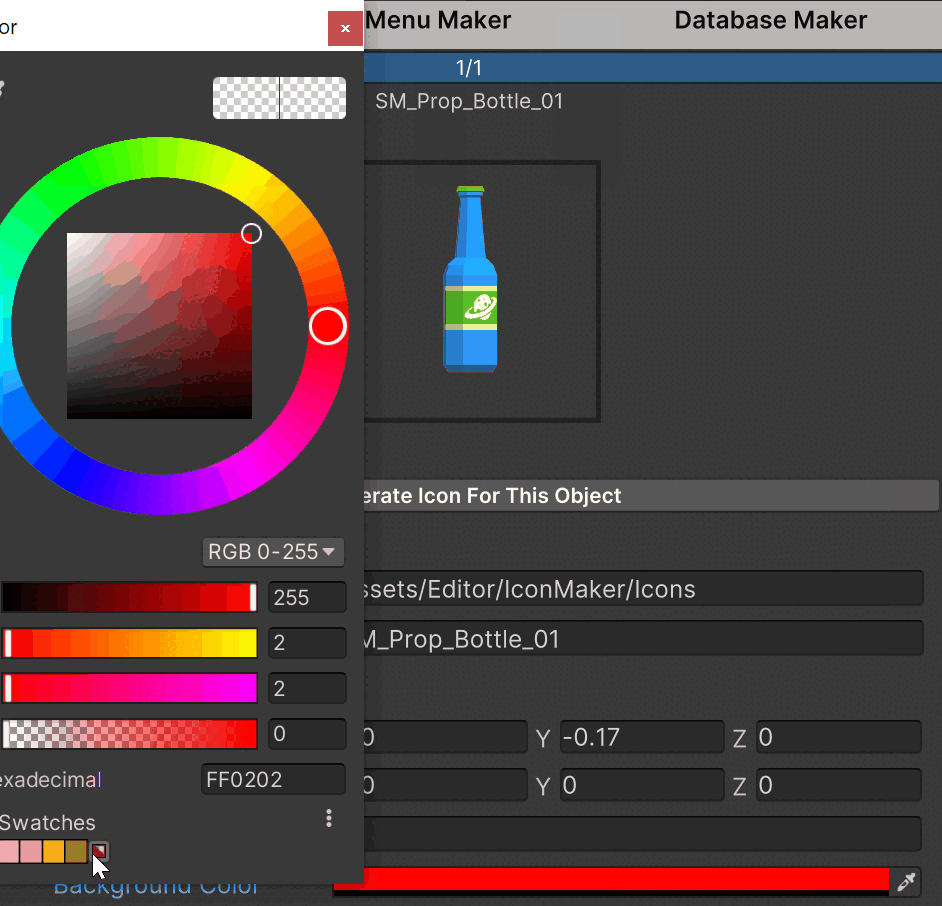 or
×
Menu Maker
Database Maker
1/1
SM_Prop_Bottle_01
erate Icon For This Object
RGB 0-255
255
2
2
0
exadecimal
FF0202
Swatches
ssets/Editor/IconMaker/Icons
M_Prop_Bottle_01
0
Y -0.17
Z 0
0
Y 0
Z 0
Background Color